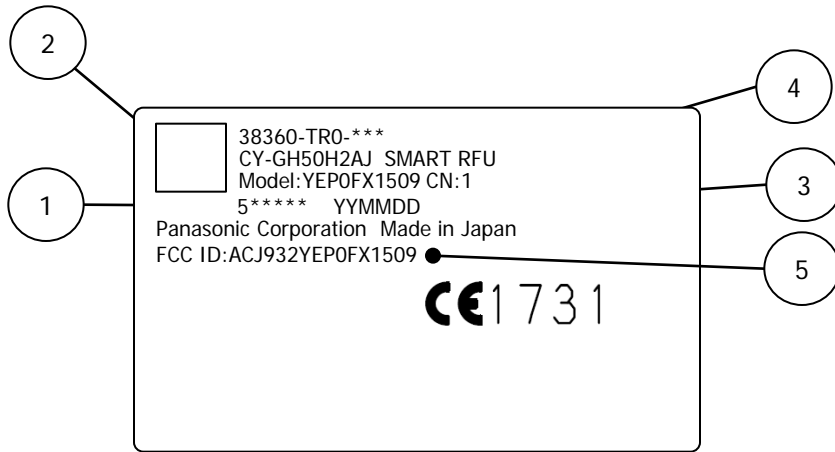 2
4
38360-TR0-***
CY-GH50H2AJ SMART RFU
Model:YEP0FX1509 CN:1
3
1
5***** YYMMDD
Panasonic Corporation Made in Japan
FCC ID:ACJ932YEP0FX1509
5
CE1731